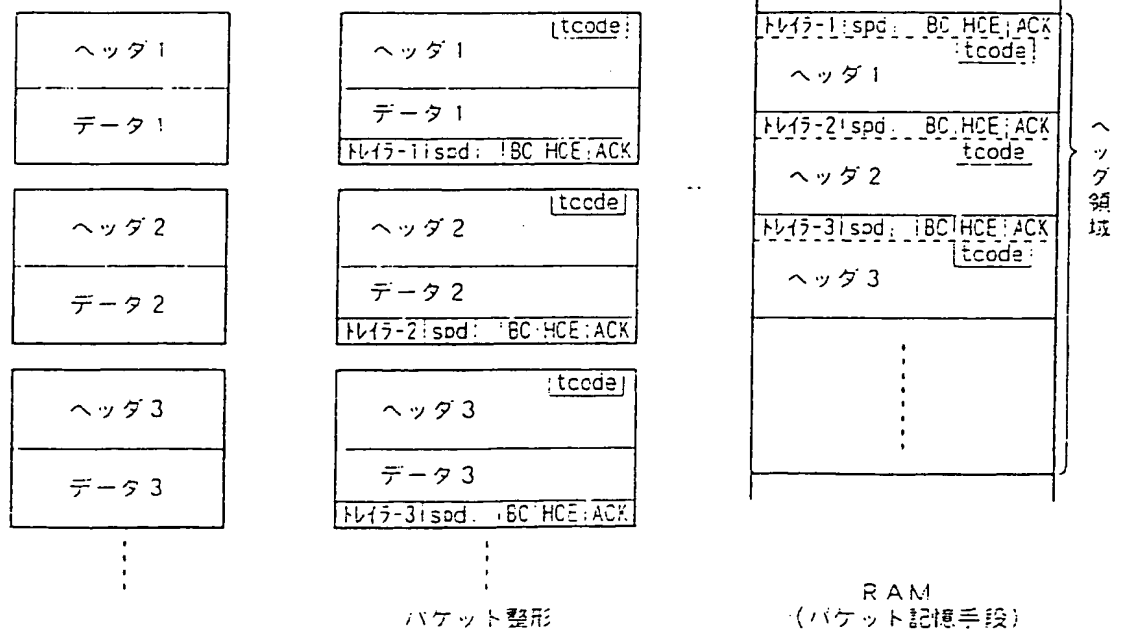 ヘッダ1
データ1
ヘッダ2
データ2
ヘッダ3
データ3
tcode
ヘッダ1
データ1
トレイラ-1 spd BC HCE ACK
tcode
ヘッダ2
データ2
トレイラ-2 spd BC HCE ACK
tcode
ヘッダ3
データ3
トレイラ-3 spd BC HCE ACK
パケット整形
トレイラ-1 spd BC HCE ACK
tcode
ヘッダ1
トレイラ-2 spd BC HCE ACK
tcode
ヘッダ2
トレイラ-3 spd BC HCE ACK
tcode
ヘッダ3
ヘッダ領域
RAM
(パケット記憶手段)